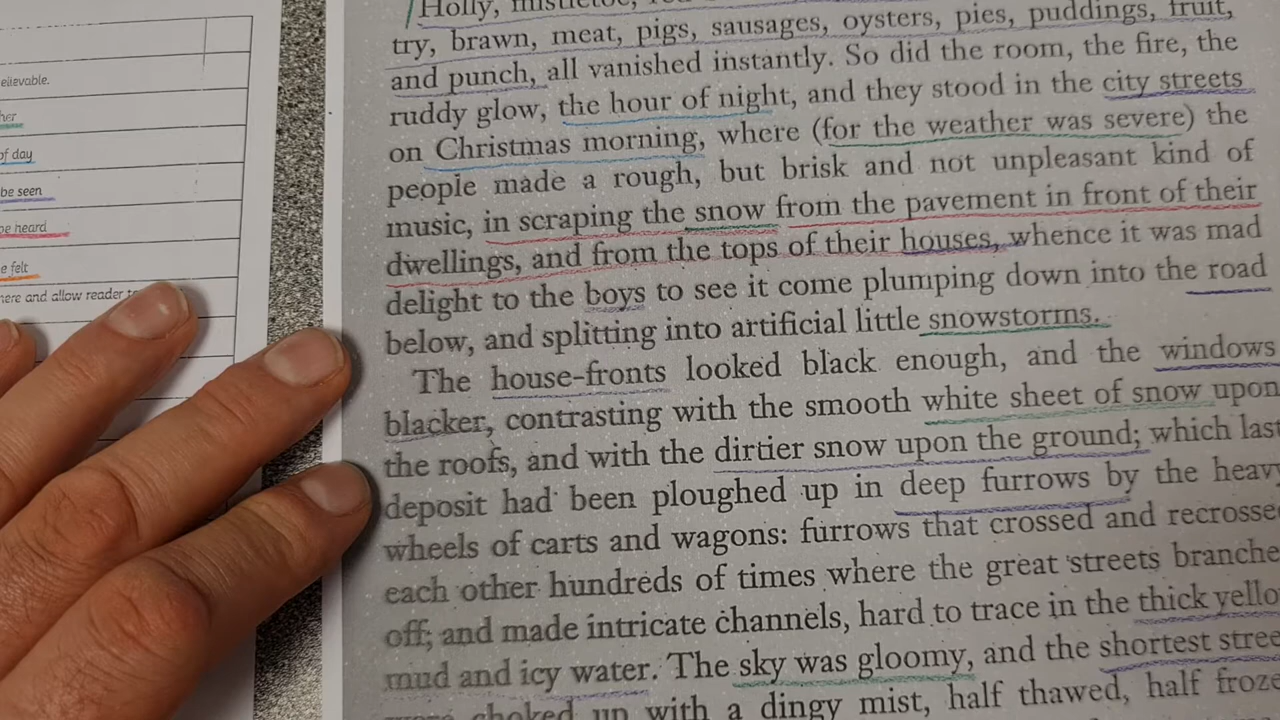 elievable.
her
of day
be seen
be heard
e felt
here and allow reader
Holly, mistletoe,
try, brawn, meat, pigs, sausages, oysters, pies, puddings, fruit,
and punch, all vanished instantly. So did the room, the fire, the
ruddy glow, the hour of night, and they stood in the city streets
on Christmas morning, where (for the weather was severe) the
people made a rough, but brisk and not unpleasant kind of
music, in scraping the snow from the pavement in front of their
dwellings, and from the tops of their houses, whence it was mad
delight to the boys to see it come plumping down into the road
below, and splitting into artificial little snowstorms.
The house-fronts looked black enough, and the windows
blacker, contrasting with the smooth white sheet of snow upon
the roofs, and with the dirtier snow upon the ground; which last
deposit had been ploughed up in deep furrows by the heavy
wheels of carts and wagons: furrows that crossed and recrosse
each other hundreds of times where the great streets branche
off; and made intricate channels, hard to trace in the thick yello
mud and icy water. The sky was gloomy, and the shortest stree
were choked up with a dingy mist, half thawed, half froze